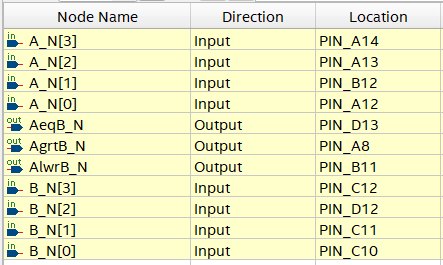 Node Name Direction Location
in A_N[3] Input PIN_A14
in A_N[2] Input PIN_A13
in A_N[1] Input PIN_B12
in A_N[0] Input PIN_A12
out AeqB_N Output PIN_D13
out AgrtB_N Output PIN_A8
out AlwrB_N Output PIN_B11
in B_N[3] Input PIN_C12
in B_N[2] Input PIN_D12
in B_N[1] Input PIN_C11
in B_N[0] Input PIN_C10